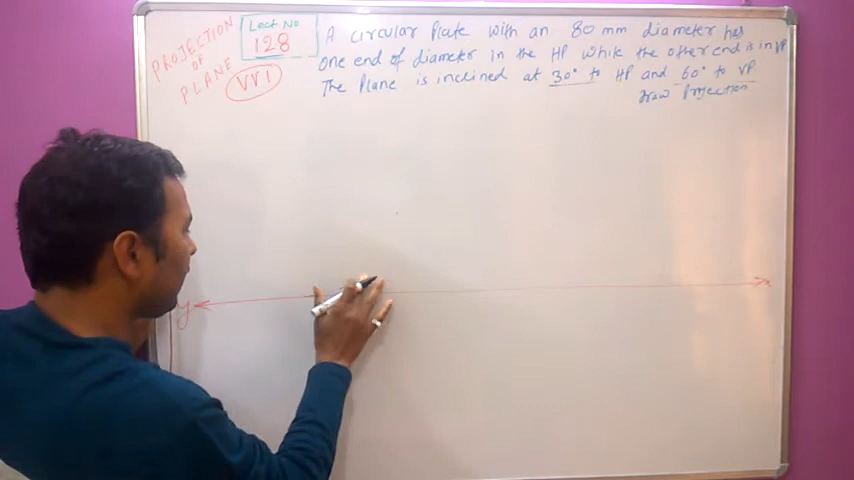 PROJECTION
OF
PLANE
Lect No
128
VVI
A circular Plate with an 80 mm diameter has
one end of diameter in the HP while the other end is in VP
The Plane is inclined at 30° to HP and 60° to VP
Draw Projection
y
x